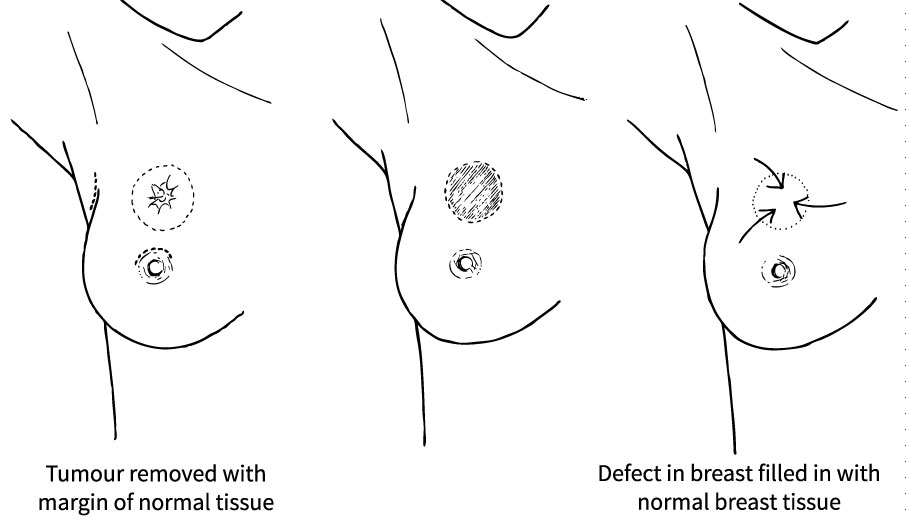 Tumour removed with
margin of normal tissue
Defect in breast filled in with
normal breast tissue